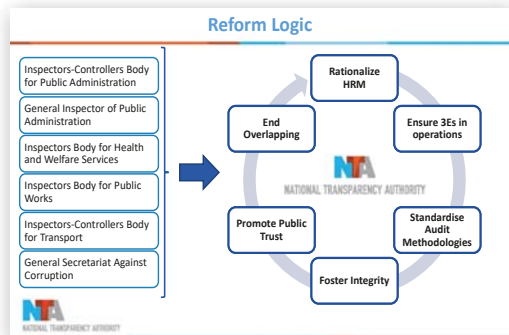 Reform Logic
Inspectors-Controllers Body
for Public Administration
General Inspector of Public
Administration
Inspectors Body for Health
and Welfare Services
Inspectors Body for Public
Works
Inspectors-Controllers Body
for Transport
General Secretariat Against
Corruption
Rationalize
HRM
Ensure 3Es in
operations
Standardise
Audit
Methodologies
Foster Integrity
Promote Public
Trust
End
Overlapping
NTA
NATIONAL TRANSPARENCY AUTHORITY
NTA
NATIONAL TRANSPARENCY AUTHORITY